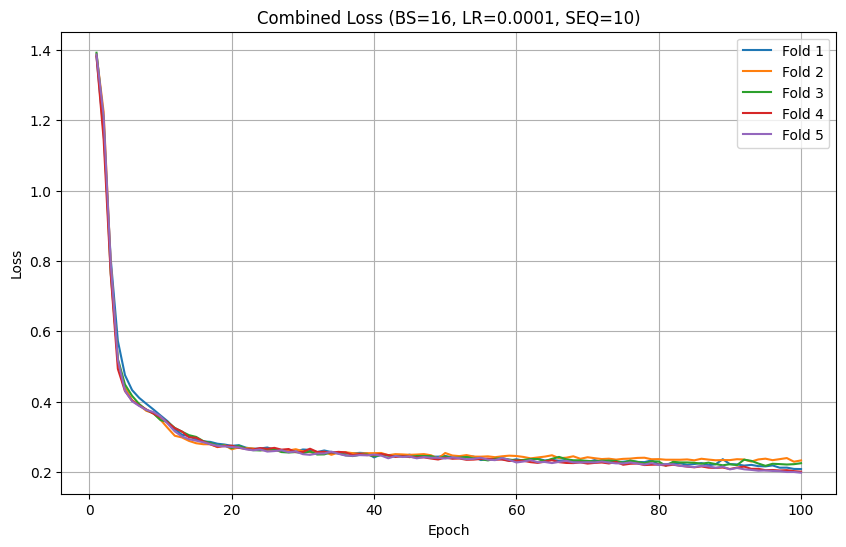 Combined Loss (BS=16, LR=0.0001, SEQ=10)
Fold 1
Fold 2
Fold 3
Fold 4
Fold 5
1.4
1.2
1.0
0.8
0.6
0.4
0.2
Loss
0 20 40 60 80 100
Epoch